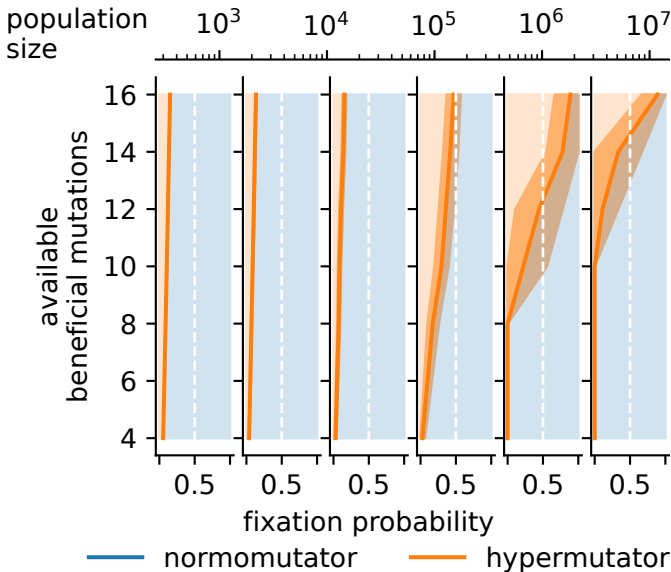 population size
10³ 10⁴ 10⁵ 10⁶ 10⁷
available beneficial mutations
16
14
12
10
8
6
4
0.5 0.5 0.5 0.5 0.5 0.5
fixation probability
normomutator hypermutator